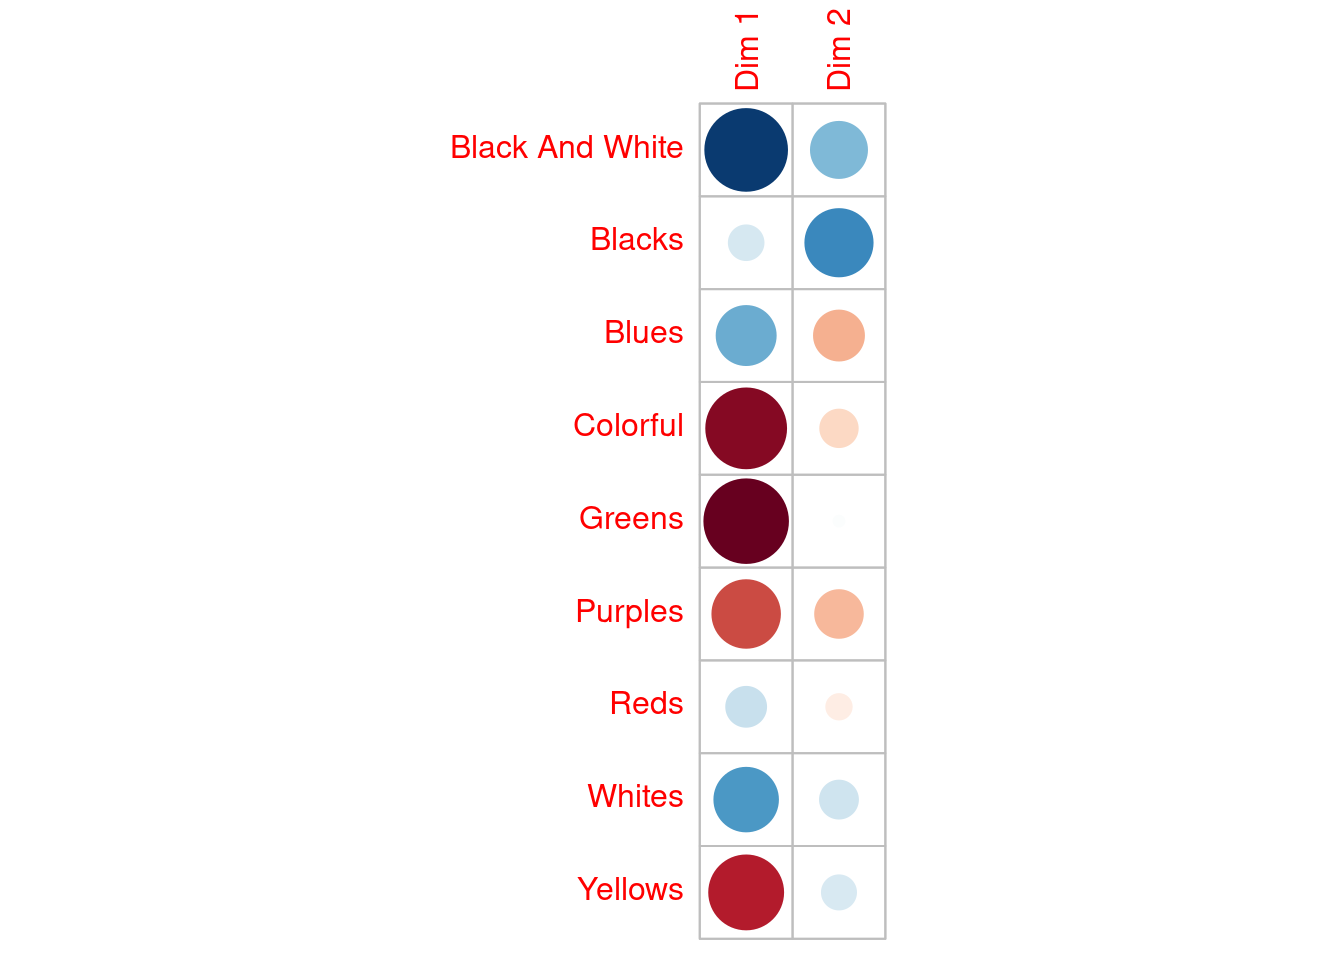 Dim 1
Dim 2
Black And White
Blacks
Blues
Colorful
Greens
Purples
Reds
Whites
Yellows